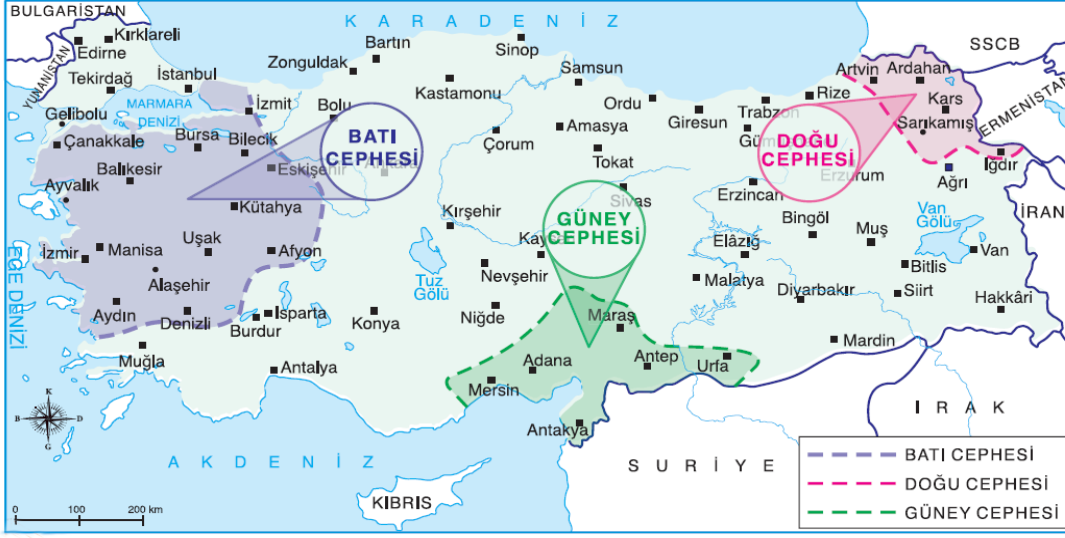 BULGARİSTAN
KARADENİZ
YUNANİSTAN
Kırklareli
Edirne
Tekirdağ
İstanbul
MARMARA
DENİZİ
Gelibolu
Çanakkale
Bursa
Bilecik
İzmit
Bolu
Zonguldak
Bartın
Kastamonu
Sinop
Samsun
Ordu
Giresun
Trabzon
Rize
Artvin
Ardahan
Kars
Sarıkamış
SSCB
ERMENİSTAN
Iğdır
Ağrı
İRAN
BATI
CEPHESİ
DOĞU
CEPHESİ
GÜNEY
CEPHESİ
Balıkesir
Ayvalık
Eskişehir
Kütahya
Çorum
Amasya
Tokat
Sivas
Erzincan
Erzurum
Bingöl
Muş
Van
Gölü
Van
Bitlis
Siirt
Hakkâri
EGE DENİZİ
İzmir
Manisa
Uşak
Afyon
Alaşehir
Aydın
Denizli
Burdur
Isparta
Muğla
Antalya
Konya
Tuz
Gölü
Kırşehir
Nevşehir
Niğde
Elâzığ
Malatya
Diyarbakır
Mardin
Maraş
Adana
Antep
Urfa
Mersin
Antakya
K
B
D
G
AKDENİZ
KIBRIS
SURİYE
IRAK
0 100 200 km
BATI CEPHESİ
DOĞU CEPHESİ
GÜNEY CEPHESİ